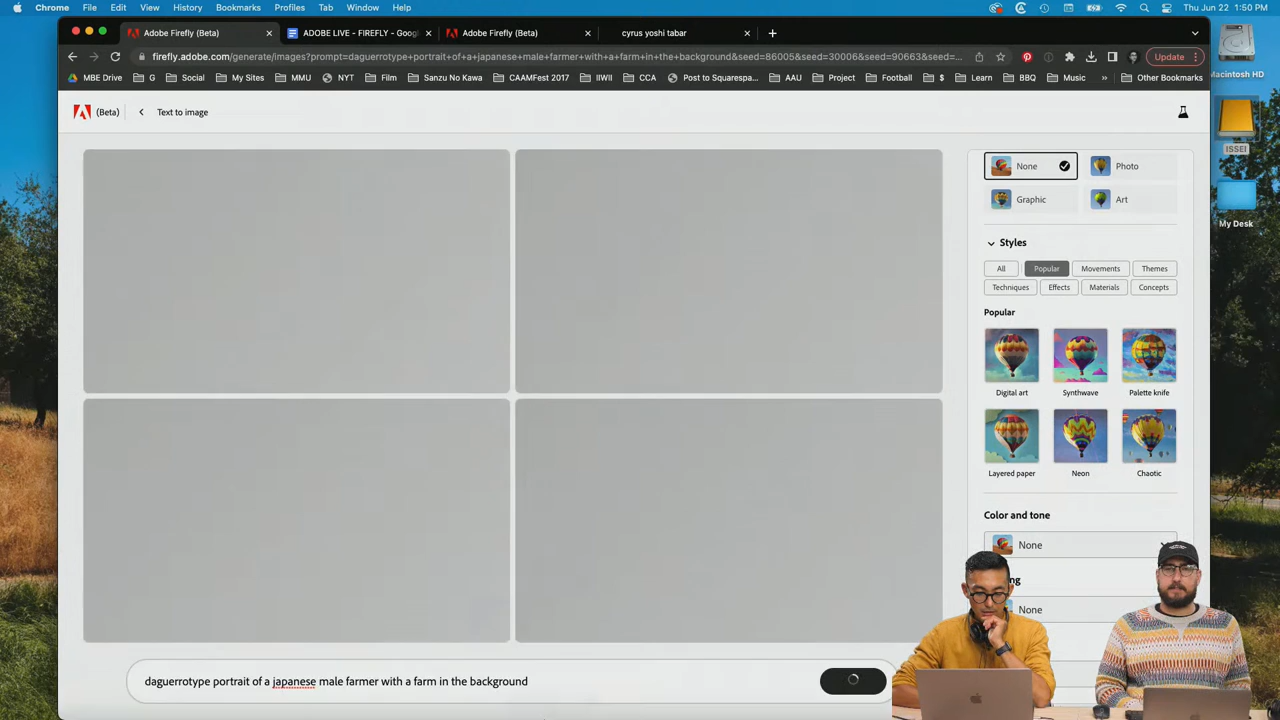 Chrome File Edit View History Bookmarks Profiles Tab Window Help
Fri Jun 2 1:50 PM
Adobe Firefly (Beta)
ADOBE LIVE - FIREFLY - Goog
Adobe Firefly (Beta)
cyrus yoshi tabar
firefly.adobe.com/generate/images?prompt=daguerrotype+portrait+of+a+japanese+male+farmer+with+a+farm+in+the+background&seed=86005&seed=30006&seed=90663&seed=...
Update
MBE Drive G Social My Sites MMU NYT Film Sanzu No Kawa CAAMFest 2017 IIWII CCA Post to Squarespa... AAU Project Football $ Learn BBQ Music » Other Bookmarks
Macintosh HD
(Beta) Text to image
ISSEI
My Desk
None Photo
Graphic Art
Styles
All Popular Movements Themes
Techniques Effects Materials Concepts
Popular
Digital art Synthwave Palette knife
Layered paper Neon Chaotic
Color and tone
None
ng
None
daguerrotype portrait of a japanese male farmer with a farm in the background